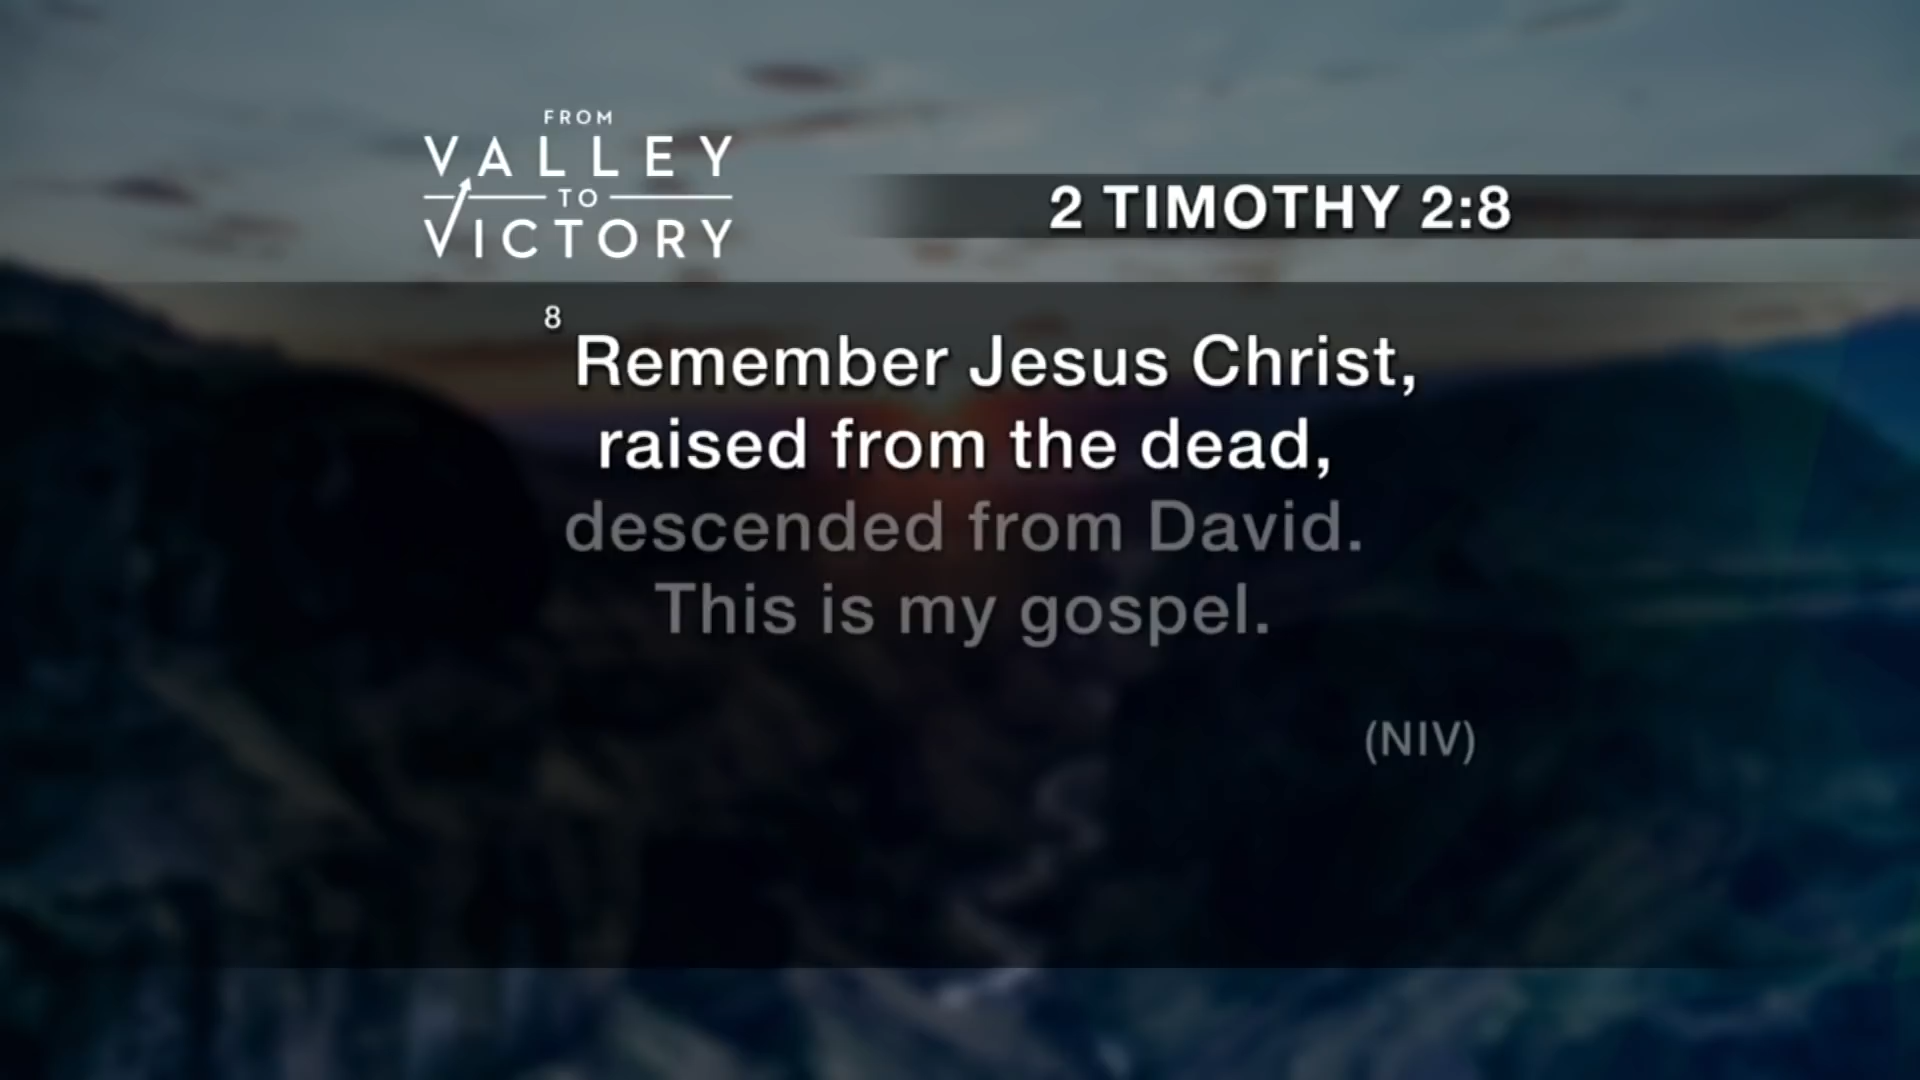 FROM
VALLEY
TO
VICTORY
2 TIMOTHY 2:8
8 Remember Jesus Christ,
raised from the dead,
descended from David.
This is my gospel.
(NIV)